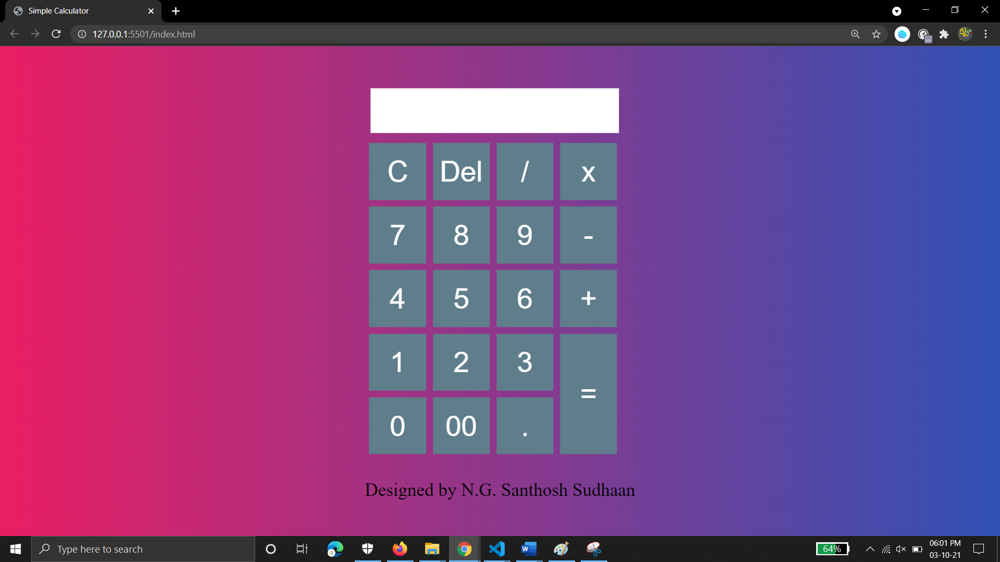 Simple Calculator
127.0.0.1:5501/index.html
C Del / x
7 8 9 -
4 5 6 +
1 2 3
=
0 00 .
Designed by N.G. Santhosh Sudhaan
Type here to search
64%
06:01 PM
03-10-21